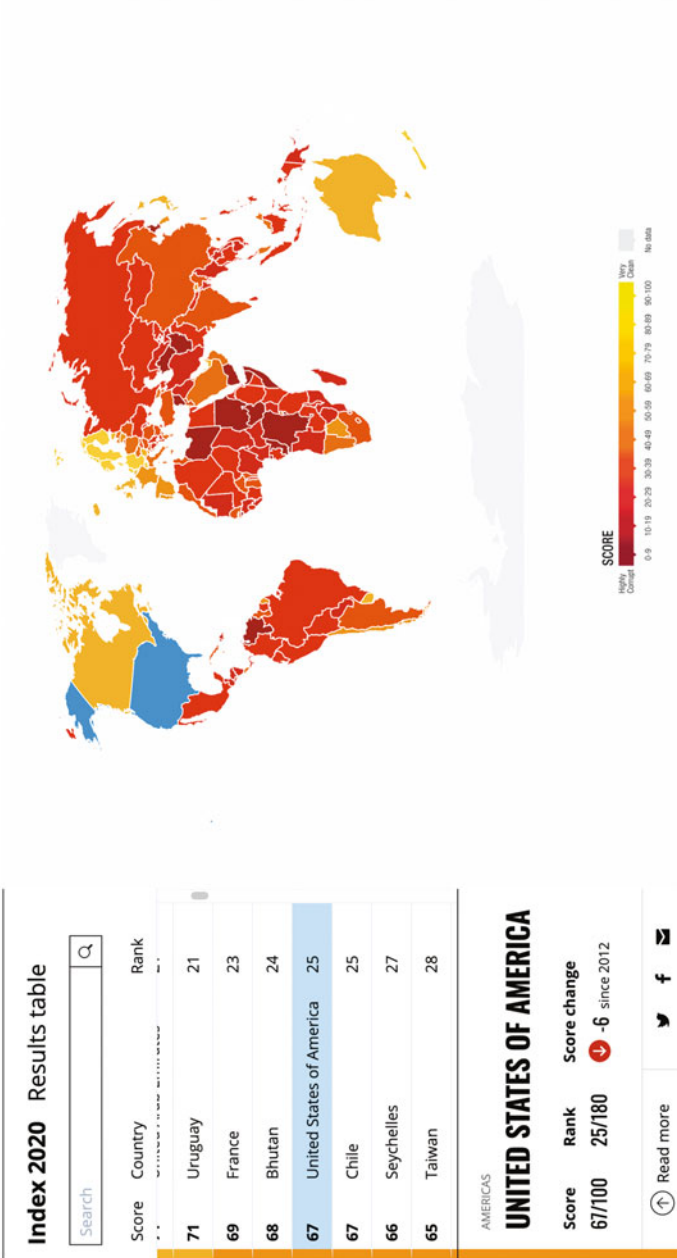 Index 2020 Results table
Search
Score Country Rank
71 Uruguay 21
69 France 23
68 Bhutan 24
67 United States of America 25
67 Chile 25
66 Seychelles 27
65 Taiwan 28
AMERICAS
UNITED STATES OF AMERICA
Score Rank Score change
67/100 25/180 -6 since 2012
Read more
SCORE
Highly Corrupt
Very Clean
0-9 10-19 20-29 30-39 40-49 50-59 60-69 70-79 80-89 90-100 No data